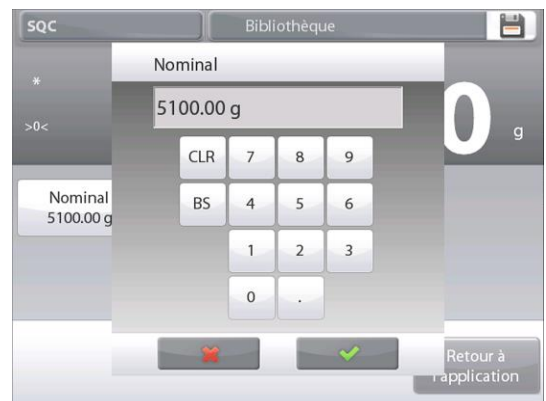 SQC
Bibliothèque
*
>0<
0 g
Nominal
5100.00 g
Nominal
5100.00 g
CLR 7 8 9
BS 4 5 6
1 2 3
0 .
Retour à
l'application